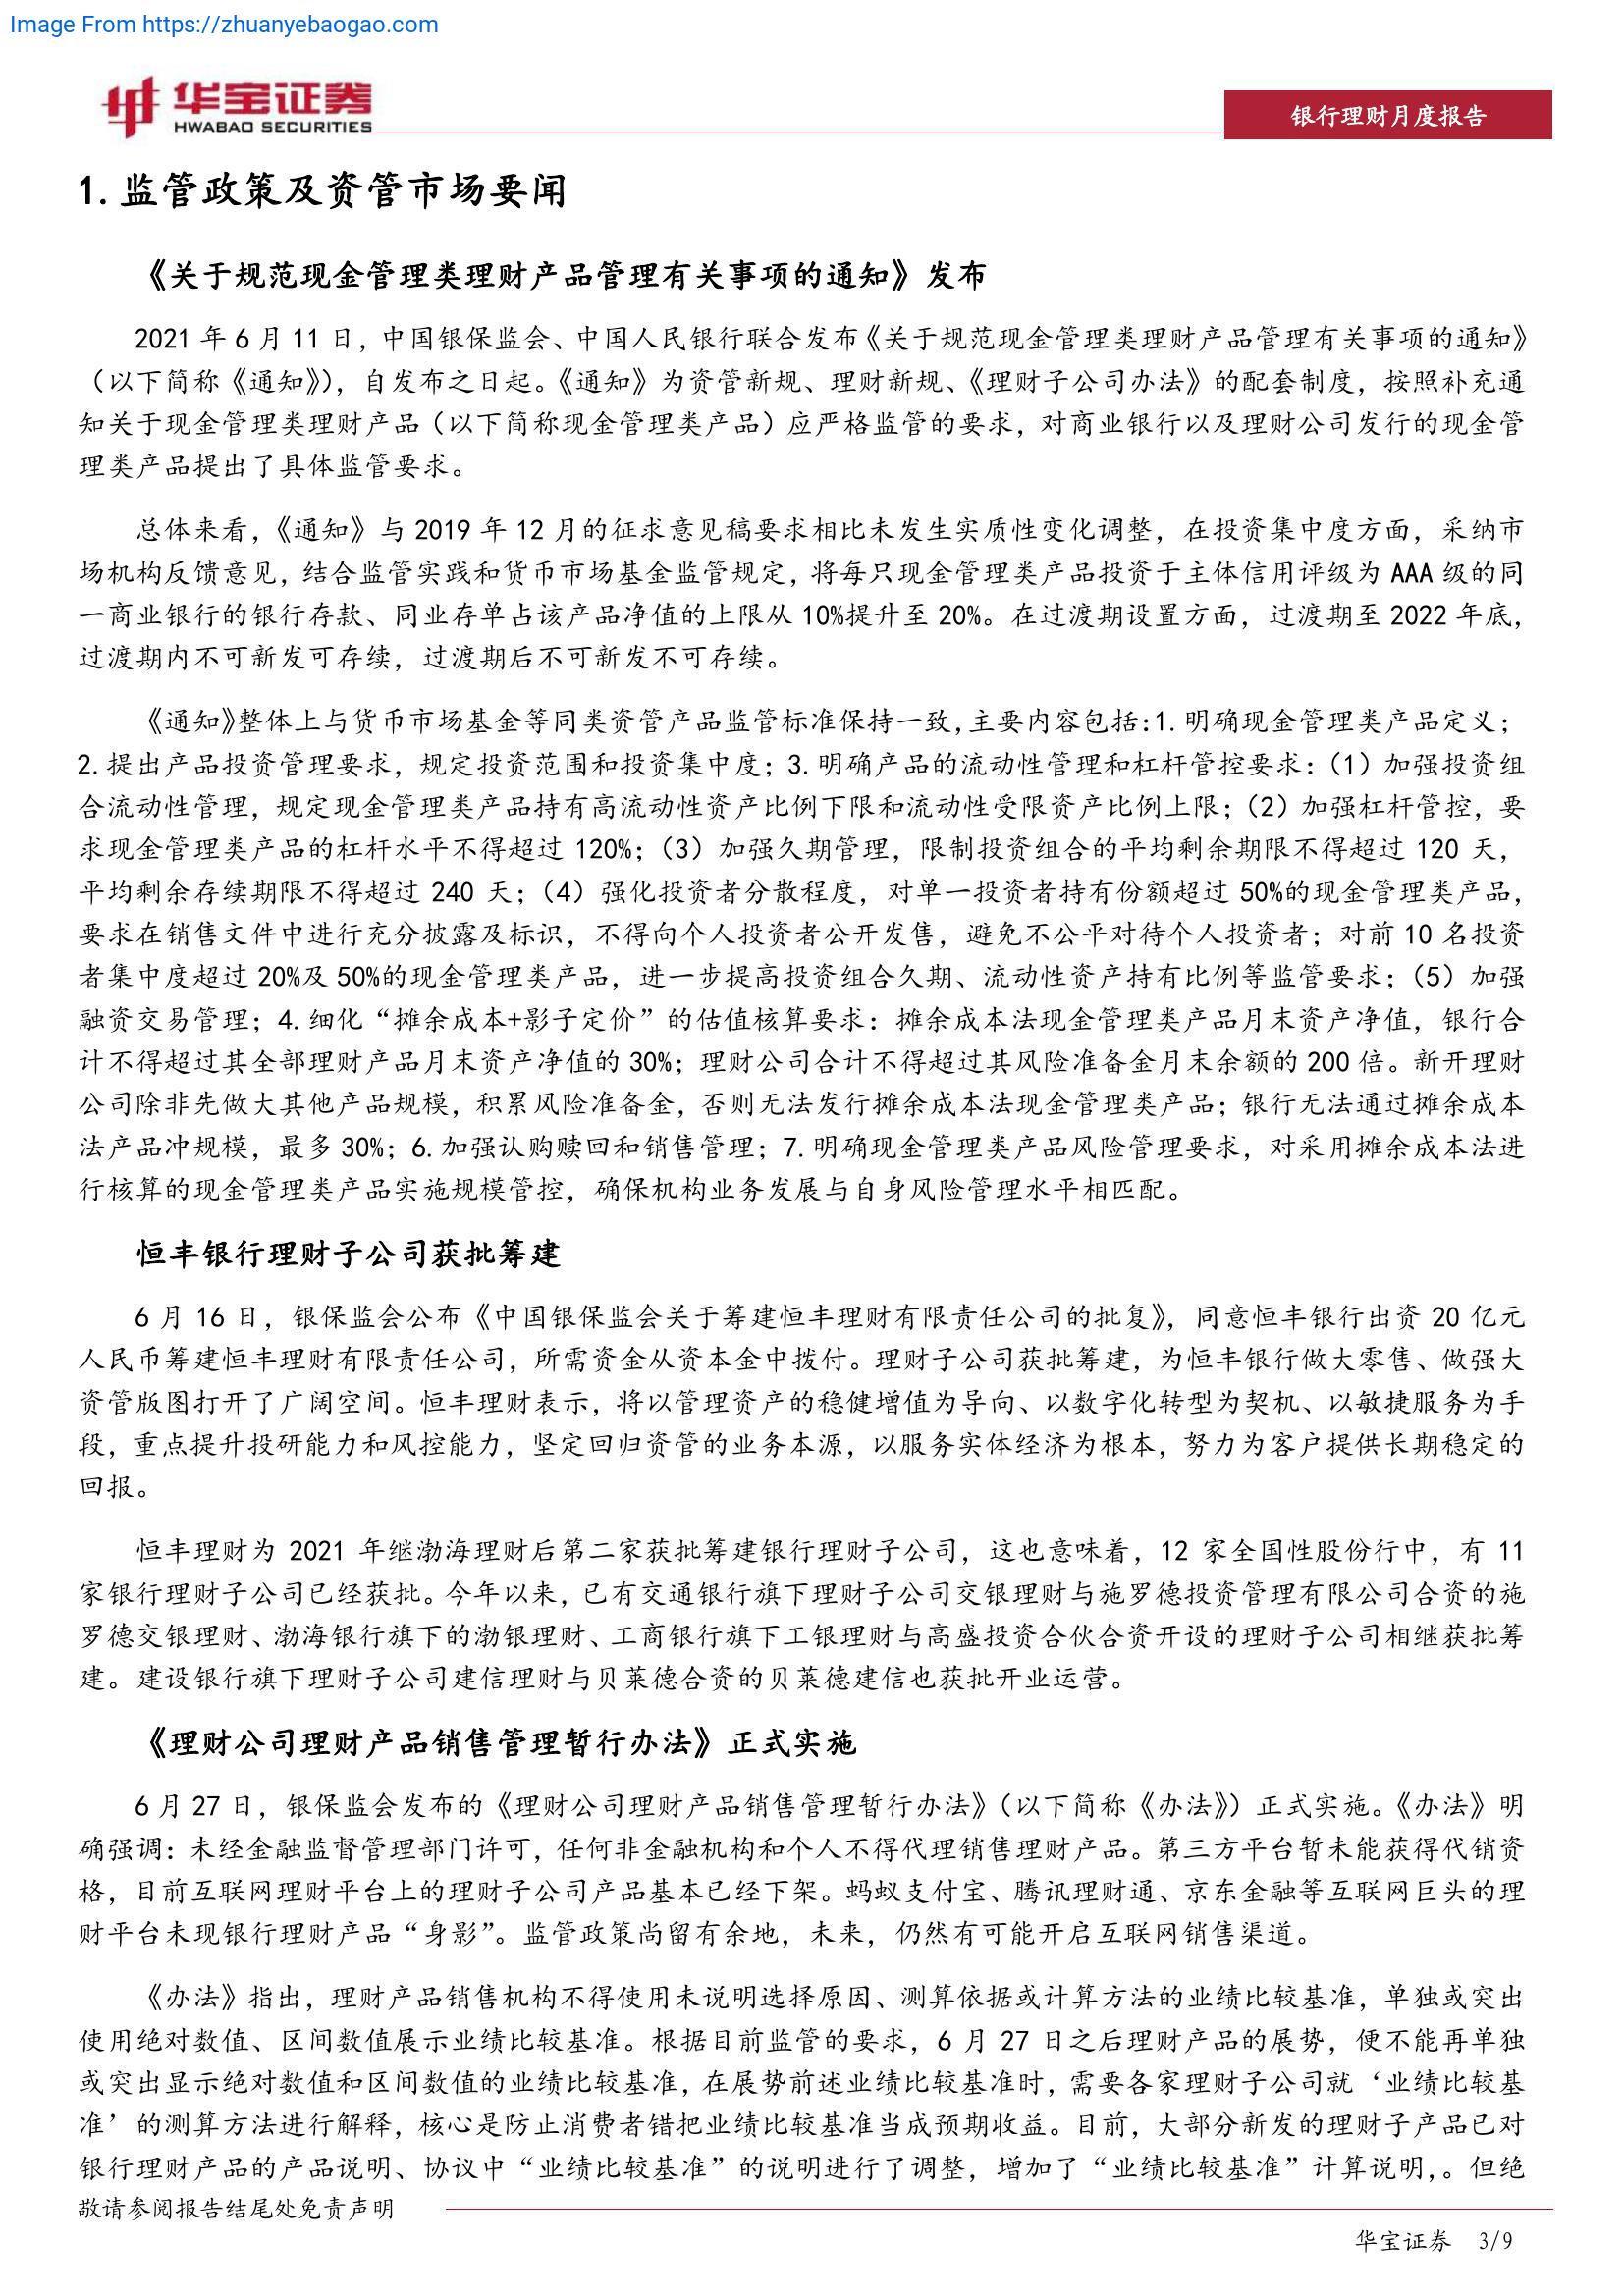 Image From https://zhuanyebaogao.com
华宝证券
HWABAO SECURITIES
银行理财月度报告
1.监管政策及资管市场要闻
《关于规范现金管理类理财产品管理有关事项的通知》发布
2021 年 6 月 11 日，中国银保监会、中国人民银行联合发布《关于规范现金管理类理财产品管理有关事项的通知》
（以下简称《通知》），自发布之日起。《通知》为资管新规、理财新规、《理财子公司办法》的配套制度，按照补充通
知关于现金管理类理财产品（以下简称现金管理类产品）应严格监管的要求，对商业银行以及理财公司发行的现金管
理类产品提出了具体监管要求。
总体来看，《通知》与 2019 年 12 月的征求意见稿要求相比未发生实质性变化调整，在投资集中度方面，采纳市
场机构反馈意见，结合监管实践和货币市场基金监管规定，将每只现金管理类产品投资于主体信用评级为 AAA 级的同
一商业银行的银行存款、同业存单占该产品净值的上限从 10%提升至 20%。在过渡期设置方面，过渡期至 2022 年底，
过渡期内不可新发可存续，过渡期后不可新发不可存续。
《通知》整体上与货币市场基金等同类资管产品监管标准保持一致，主要内容包括：1.明确现金管理类产品定义；
2.提出产品投资管理要求，规定投资范围和投资集中度；3.明确产品的流动性管理和杠杆管控要求：（1）加强投资组
合流动性管理，规定现金管理类产品持有高流动性资产比例下限和流动性受限资产比例上限；（2）加强杠杆管控，要
求现金管理类产品的杠杆水平不得超过 120%；（3）加强久期管理，限制投资组合的平均剩余期限不得超过 120 天，
平均剩余存续期限不得超过 240 天；（4）强化投资者分散程度，对单一投资者持有份额超过 50%的现金管理类产品，
要求在销售文件中进行充分披露及标识，不得向个人投资者公开发售，避免不公平对待个人投资者；对前 10 名投资
者集中度超过 20%及 50%的现金管理类产品，进一步提高投资组合久期、流动性资产持有比例等监管要求；（5）加强
融资交易管理；4.细化“摊余成本+影子定价”的估值核算要求：摊余成本法现金管理类产品月末资产净值，银行合
计不得超过其全部理财产品月末资产净值的 30%；理财公司合计不得超过其风险准备金月末余额的 200 倍。新开理财
公司除非先做大其他产品规模，积累风险准备金，否则无法发行摊余成本法现金管理类产品；银行无法通过摊余成本
法产品冲规模，最多 30%；6.加强认购赎回和销售管理；7.明确现金管理类产品风险管理要求，对采用摊余成本法进
行核算的现金管理类产品实施规模管控，确保机构业务发展与自身风险管理水平相匹配。
恒丰银行理财子公司获批筹建
6 月 16 日，银保监会公布《中国银保监会关于筹建恒丰理财有限责任公司的批复》，同意恒丰银行出资 20 亿元
人民币筹建恒丰理财有限责任公司，所需资金从资本金中拨付。理财子公司获批筹建，为恒丰银行做大零售、做强大
资管版图打开了广阔空间。恒丰理财表示，将以管理资产的稳健增值为导向、以数字化转型为契机、以敏捷服务为手
段，重点提升投研能力和风控能力，坚定回归资管的业务本源，以服务实体经济为根本，努力为客户提供长期稳定的
回报。
恒丰理财为 2021 年继渤海理财后第二家获批筹建银行理财子公司，这也意味着，12 家全国性股份行中，有 11
家银行理财子公司已经获批。今年以来，已有交通银行旗下理财子公司交银理财与施罗德投资管理有限公司合资的施
罗德交银理财、渤海银行旗下的渤银理财、工商银行旗下工银理财与高盛投资合伙合资开设的理财子公司相继获批筹
建。建设银行旗下理财子公司建信理财与贝莱德合资的贝莱德建信也获批开业运营。
《理财公司理财产品销售管理暂行办法》正式实施
6 月 27 日，银保监会发布的《理财公司理财产品销售管理暂行办法》（以下简称《办法》）正式实施。《办法》明
确强调：未经金融监督管理部门许可，任何非金融机构和个人不得代理销售理财产品。第三方平台暂未能获得代销资
格，目前互联网理财平台上的理财子公司产品基本已经下架。蚂蚁支付宝、腾讯理财通、京东金融等互联网巨头的理
财平台未现银行理财产品“身影”。监管政策尚留有余地，未来，仍然有可能开启互联网销售渠道。
《办法》指出，理财产品销售机构不得使用未说明选择原因、测算依据或计算方法的业绩比较基准，单独或突出
使用绝对数值、区间数值展示业绩比较基准。根据目前监管的要求，6 月 27 日之后理财产品的展势，便不能再单独
或突出显示绝对数值和区间数值的业绩比较基准，在展势前述业绩比较基准时，需要各家理财子公司就‘业绩比较基
准’的测算方法进行解释，核心是防止消费者错把业绩比较基准当成预期收益。目前，大部分新发的理财子产品已对
银行理财产品的产品说明、协议中“业绩比较基准”的说明进行了调整，增加了“业绩比较基准”计算说明，。但绝
敬请参阅报告结尾处免责声明
华宝证券 3/9